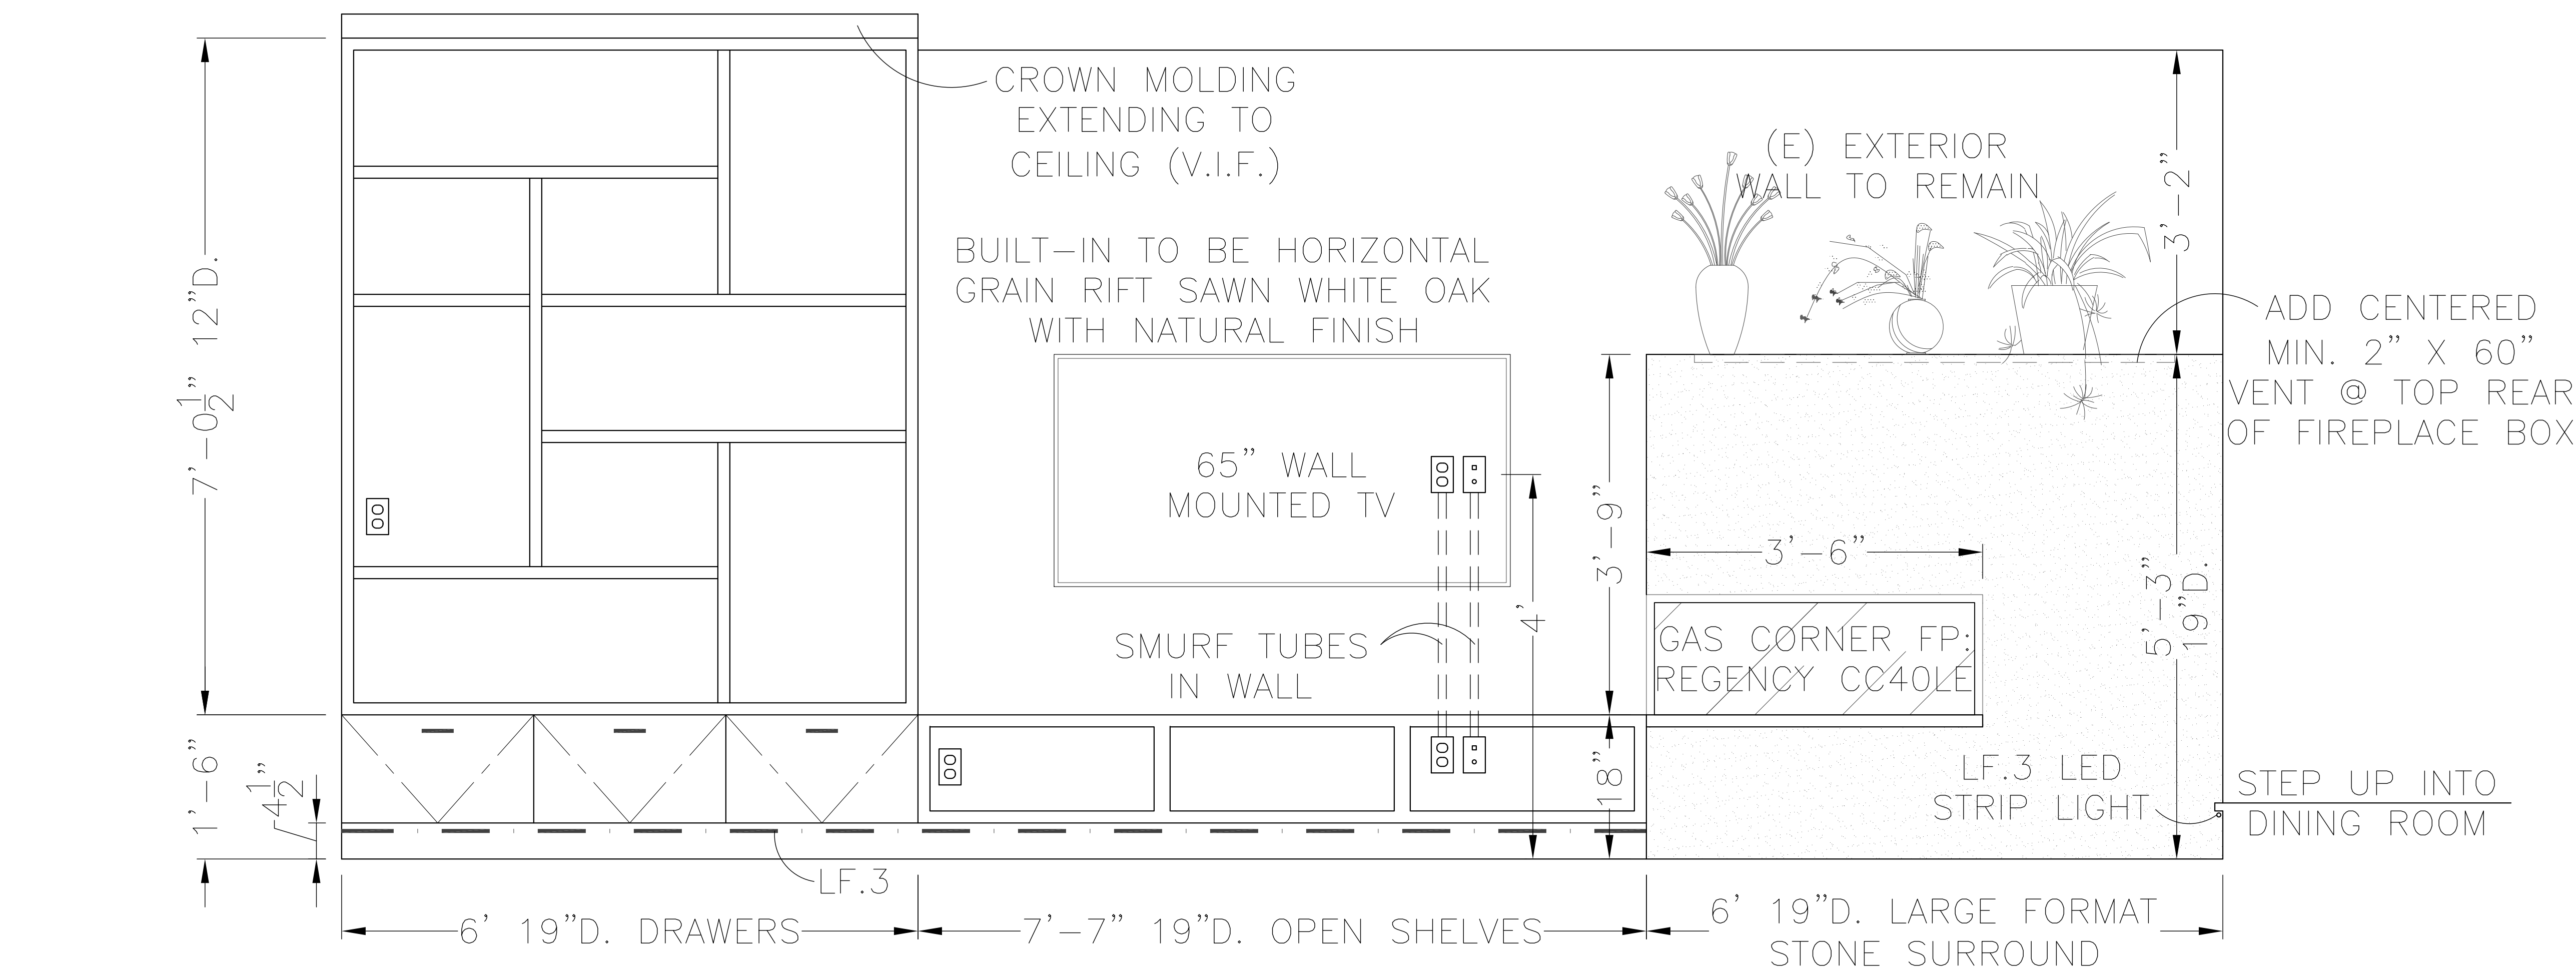 CROWN MOLDING
EXTENDING TO
CEILING (V.I.F.)
(E) EXTERIOR
WALL TO REMAIN
3'-2"
BUILT-IN TO BE HORIZONTAL
GRAIN RIFT SAWN WHITE OAK
WITH NATURAL FINISH
7'-0 1/2" 12"D.
ADD CENTERED
MIN. 2" X 60"
VENT @ TOP REAR
OF FIREPLACE BOX
65" WALL
MOUNTED TV
3'-9"
3'-6"
4'
5'-3"
19"D.
SMURF TUBES
IN WALL
GAS CORNER FP:
REGENCY CC40LE
1'-6"
4 1/2"
18"
LF.3 LED
STRIP LIGHT
STEP UP INTO
DINING ROOM
LF.3
6' 19"D. DRAWERS
7'-7" 19"D. OPEN SHELVES
6' 19"D. LARGE FORMAT
STONE SURROUND